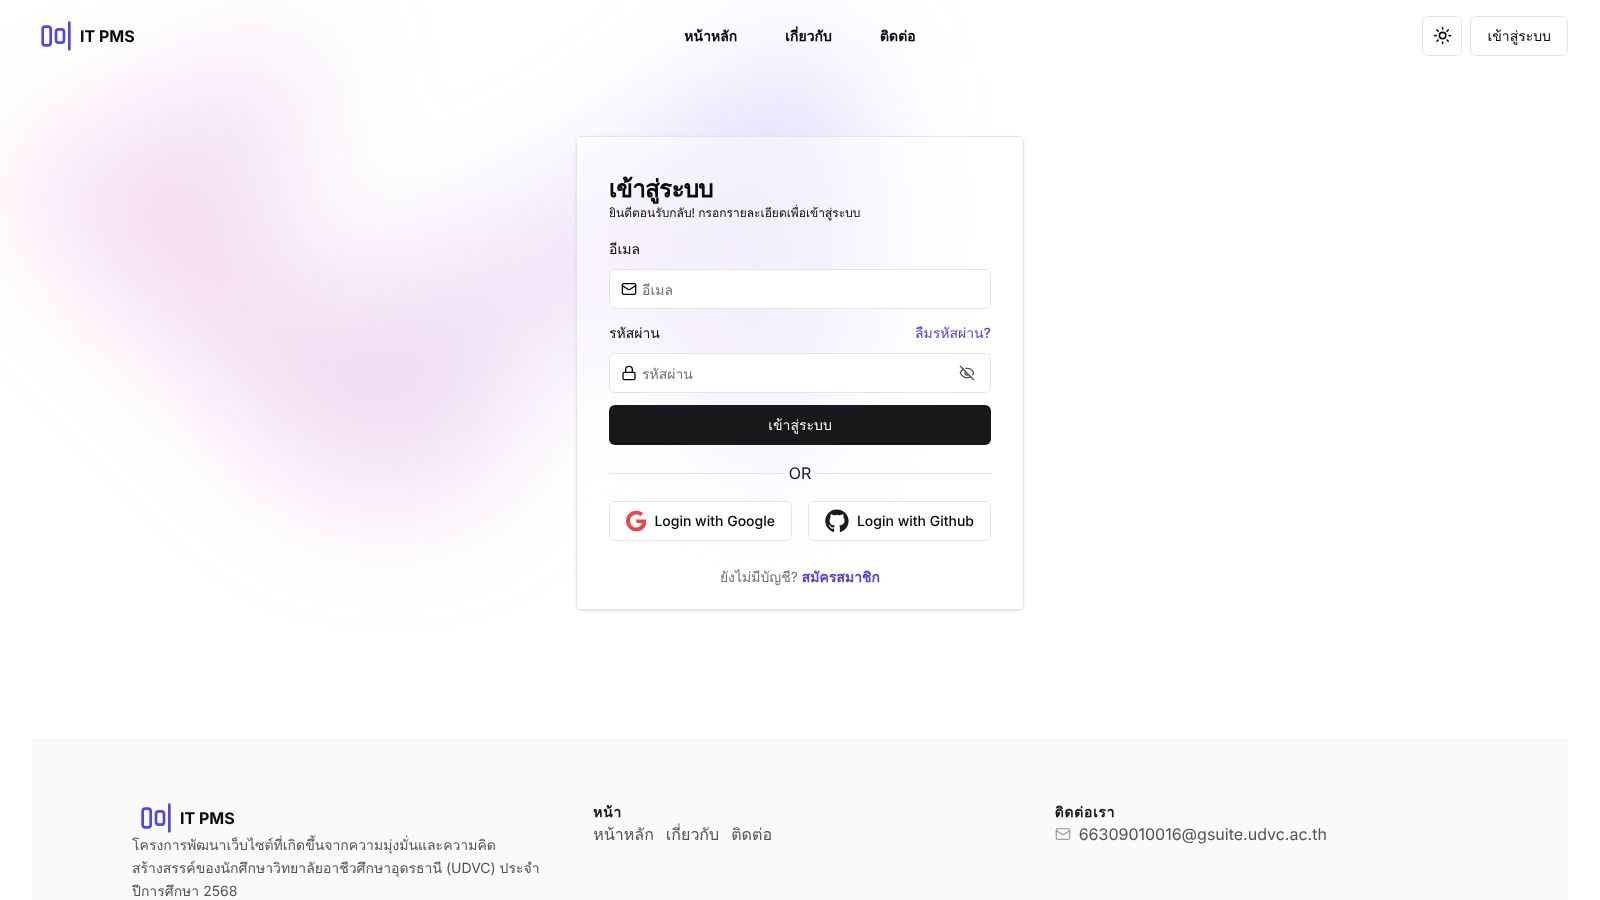 IT PMS
หน้าหลัก เกี่ยวกับ ติดต่อ
เข้าสู่ระบบ
เข้าสู่ระบบ
ยินดีตอนรับกลับ! กรอกรายละเอียดเพื่อเข้าสู่ระบบ
อีเมล
อีเมล
รหัสผ่าน ลืมรหัสผ่าน?
รหัสผ่าน
เข้าสู่ระบบ
OR
Login with Google Login with Github
ยังไม่มีบัญชี? สมัครสมาชิก
IT PMS
โครงการพัฒนาเว็บไซต์ที่เกิดขึ้นจากความมุ่งมั่นและความคิด
สร้างสรรค์ของนักศึกษาวิทยาลัยอาชีวศึกษาอุดรธานี (UDVC) ประจำ
ปีการศึกษา 2568
หน้า
หน้าหลัก เกี่ยวกับ ติดต่อ
ติดต่อเรา
66309010016@gsuite.udvc.ac.th